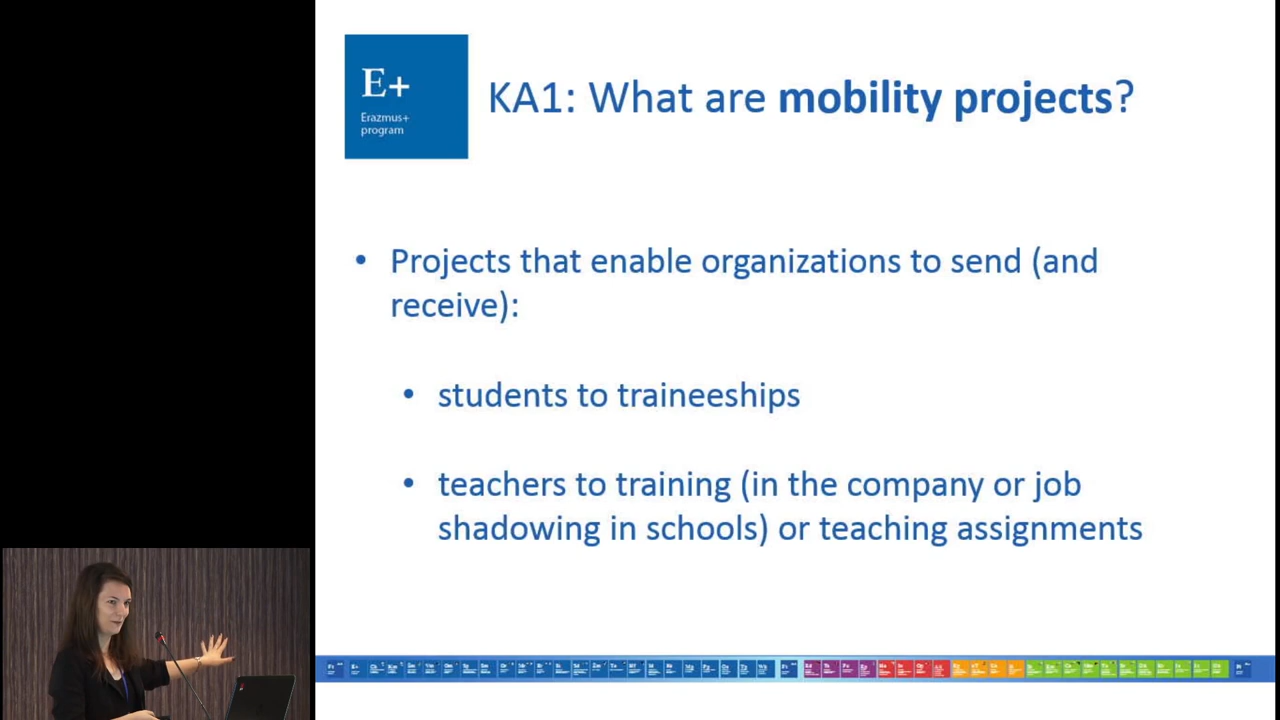 E+
Erazmus+
program
KA1: What are mobility projects?
• Projects that enable organizations to send (and
receive):
• students to traineeships
• teachers to training (in the company or job
shadowing in schools) or teaching assignments